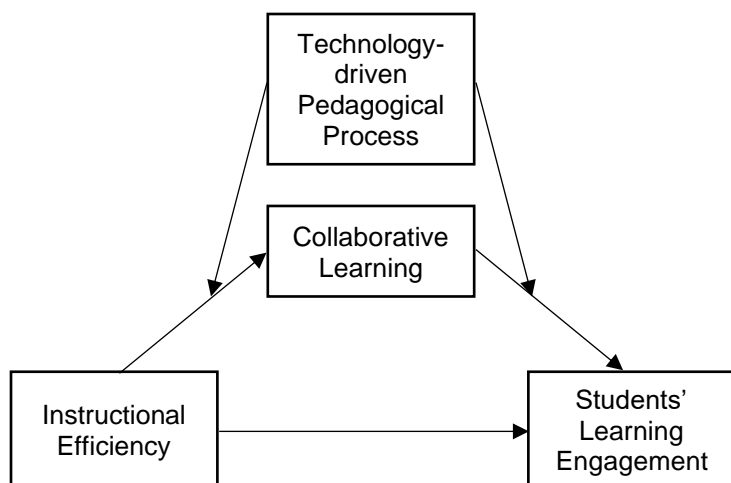 Technology-
driven
Pedagogical
Process
Collaborative
Learning
Instructional
Efficiency
Students’
Learning
Engagement